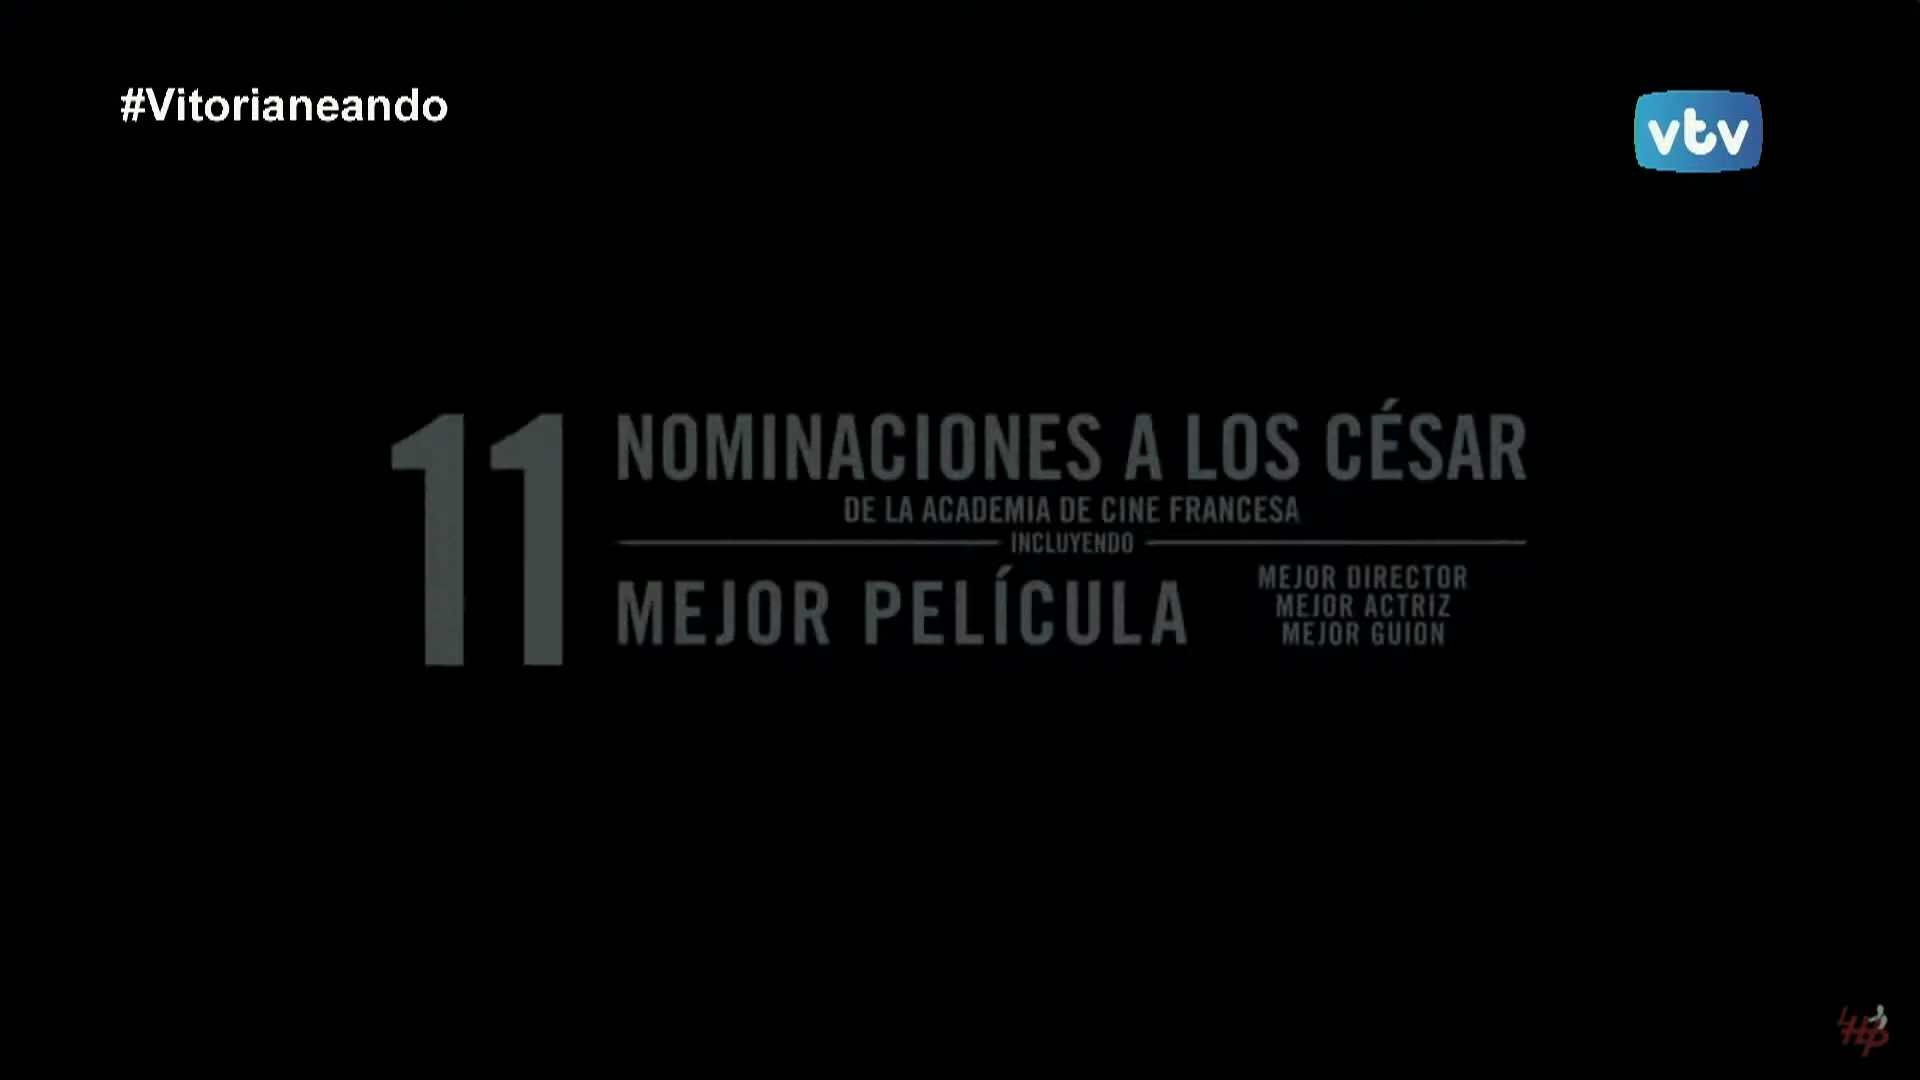 #Vitorianeando
vtv
11
NOMINACIONES A LOS CÉSAR
DE LA ACADEMIA DE CINE FRANCESA
INCLUYENDO
MEJOR PELÍCULA
MEJOR DIRECTOR
MEJOR ACTRIZ
MEJOR GUION